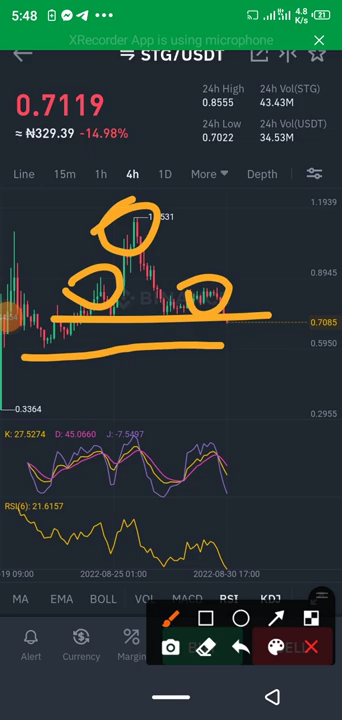 5:48 4.8 K/s 21
XRecorder App is using microphone
STG/USDT
0.7119
≈ ₦329.39 -14.98%
24h High 24h Vol(STG)
0.8555 43.43M
24h Low 24h Vol(USDT)
0.7022 34.53M
Line 15m 1h 4h 1D More Depth
1.1939
0.8945
0.7085
0.5950
0.3364
0.2955
K: 27.5274 D: 45.0660 J: -7.5497
RSI(6): 21.6157
-19 09:00 2022-08-25 01:00 2022-08-30 17:00
MA EMA BOLL VOL MACD RSI KDJ
Alert Currency Margin